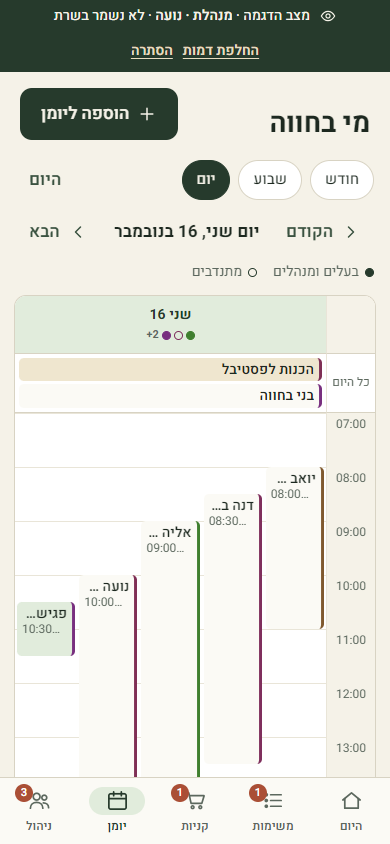 מצב הדגמה · מנהלת · נועה · לא נשמר בשרת
החלפת דמות הסתרה
מי בחווה
הוספה ליומן
חודש שבוע יום היום
הקודם יום שני, 16 בנובמבר הבא
בעלים ומנהלים מתנדבים
שני 16
+2
כל היום
הכנות לפסטיבל
בני בחווה
07:00
08:00
09:00
10:00
11:00
12:00
13:00
יואב ...
08:00...
דנה ב...
08:30...
אליה ...
09:00...
נועה ...
10:00...
פגיש...
10:30...
היום
1
משימות
1
קניות
יומן
3
ניהול